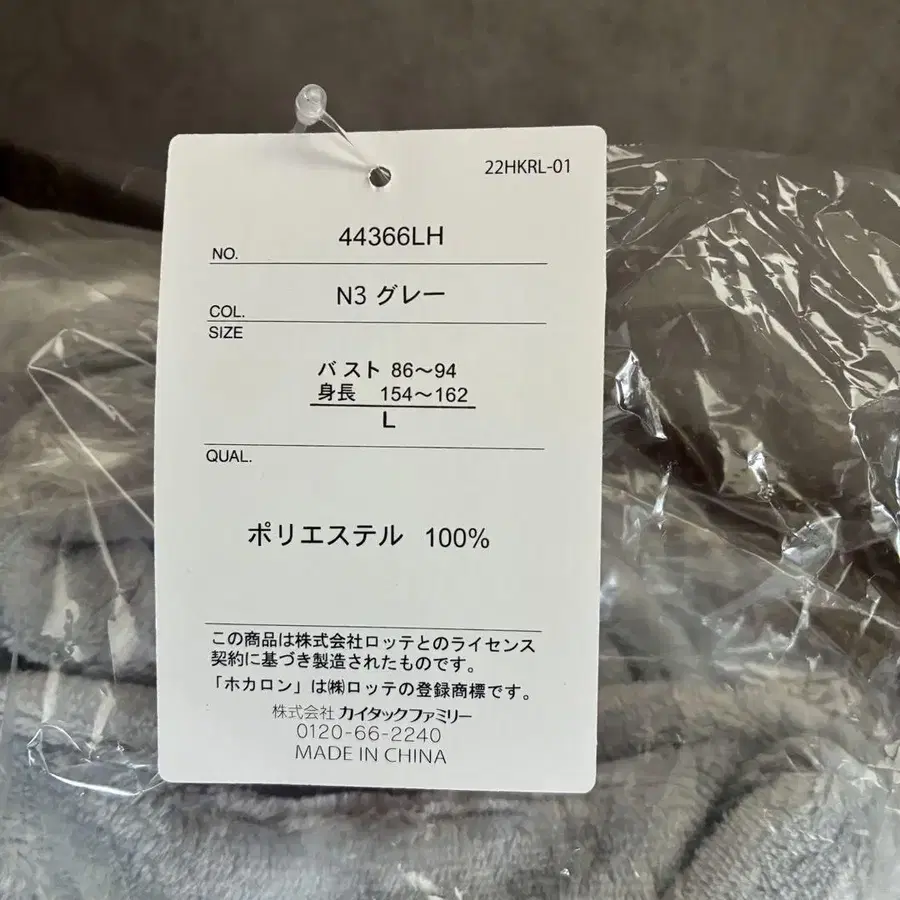 22HKRL-01
NO. 44366LH
COL. N3 グレー
SIZE
バスト 86～94
身長 154～162
L
QUAL.
ポリエステル 100%
この商品は株式会社ロッテとのライセンス
契約に基づき製造されたものです。
「ホカロン」は㈱ロッテの登録商標です。
株式会社 カイタックファミリー
0120-66-2240
MADE IN CHINA